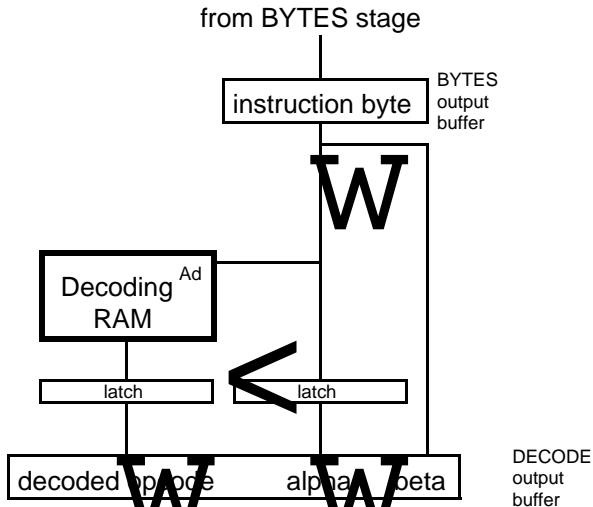 from BYTES stage
instruction byte
BYTES
output
buffer
W
Decoding
Ad
RAM
<
latch
latch
decoded opcode
W
alpha
W
beta
DECODE
output
buffer